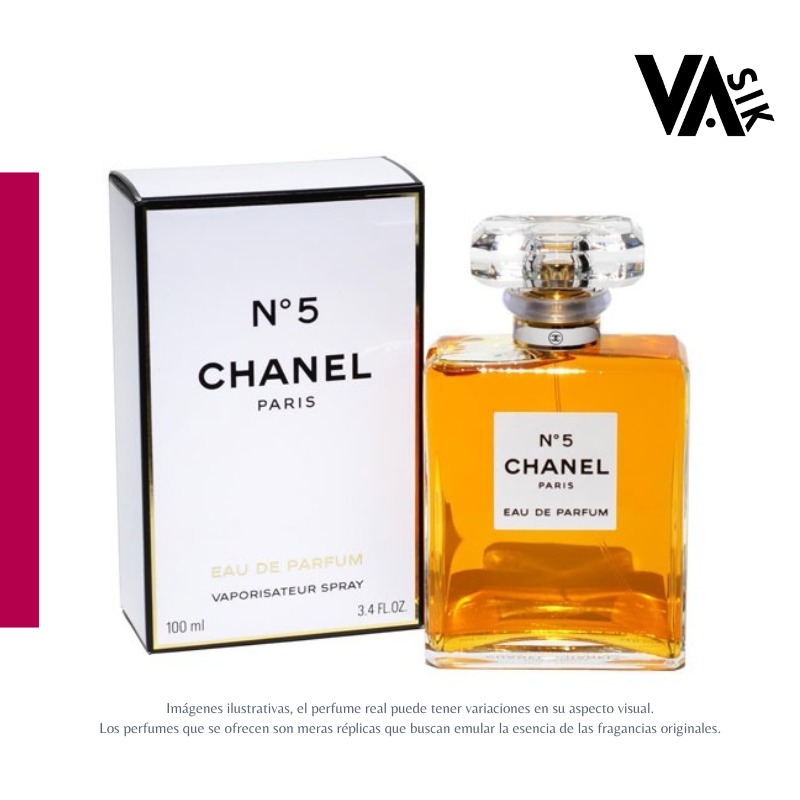 VASIK
N°5
CHANEL
PARIS
EAU DE PARFUM
VAPORISATEUR SPRAY
3.4 FL.OZ.
100 ml
N°5
CHANEL
PARIS
EAU DE PARFUM
Imágenes ilustrativas, el perfume real puede tener variaciones en su aspecto visual.
Los perfumes que se ofrecen son meras réplicas que buscan emular la esencia de las fragancias originales.